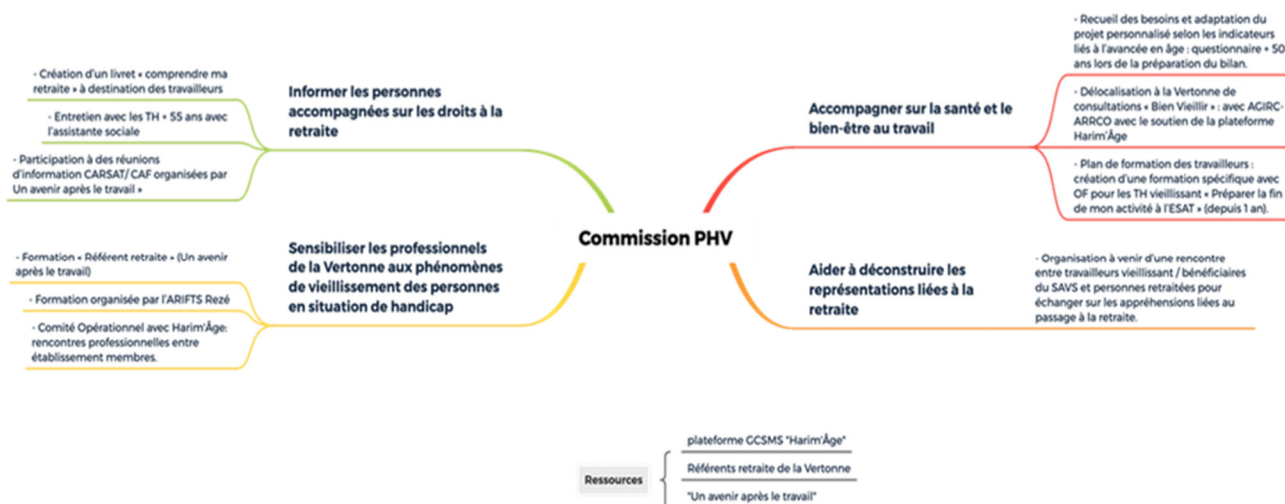 - Création d'un livret « comprendre ma
retraite » à destination des travailleurs
- Entretien avec les TH + 55 ans avec
l'assistante sociale
- Participation à des réunions
d'information CARSAT/ CAF organisées par
Un avenir après le travail »
Informer les personnes
accompagnées sur les droits à la
retraite
- Formation « Référent retraite » (Un avenir
après le travail)
- Formation organisée par l'ARIFTS Rezé
- Comité Opérationnel avec Harim'Âge:
rencontres professionnelles entre
établissement membres.
Sensibiliser les professionnels
de la Vertonne aux phénomènes
de vieillissement des personnes
en situation de handicap
Commission PHV
Accompagner sur la santé et le
bien-être au travail
- Recueil des besoins et adaptation du
projet personnalisé selon les indicateurs
liés à l'avancée en âge : questionnaire + 50
ans lors de la préparation du bilan.
- Délocalisation à la Vertonne de
consultations « Bien Vieillir » : avec AGIRC-
ARRCO avec le soutien de la plateforme
Harim'Âge
- Plan de formation des travailleurs :
création d'une formation spécifique avec
OF pour les TH vieillissant « Préparer la fin
de mon activité à l'ESAT » (depuis 1 an).
Aider à déconstruire les
représentations liées à la
retraite
- Organisation à venir d'une rencontre
entre travailleurs vieillissant / bénéficiaires
du SAVS et personnes retraitées pour
échanger sur les appréhensions liées au
passage à la retraite.
Ressources
plateforme GCSMS "Harim'Âge"
Référents retraite de la Vertonne
"Un avenir après le travail"